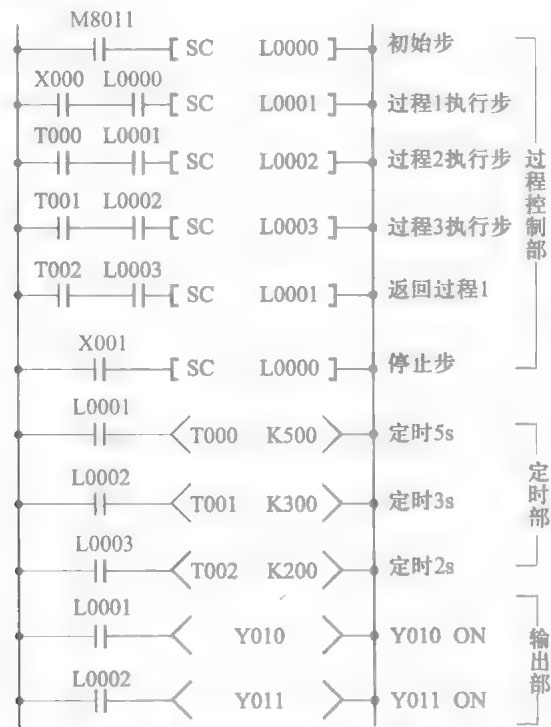 M8011
[ SC L0000 ] 初始步
X000 L0000
[ SC L0001 ] 过程1执行步
T000 L0001
[ SC L0002 ] 过程2执行步
T001 L0002
[ SC L0003 ] 过程3执行步
T002 L0003
[ SC L0001 ] 返回过程1
X001
[ SC L0000 ] 停止步
过程控制部
L0001
T000 K500 定时5s
L0002
T001 K300 定时3s
L0003
T002 K200 定时2s
定时部
L0001
Y010 Y010 ON
L0002
Y011 Y011 ON
输出部